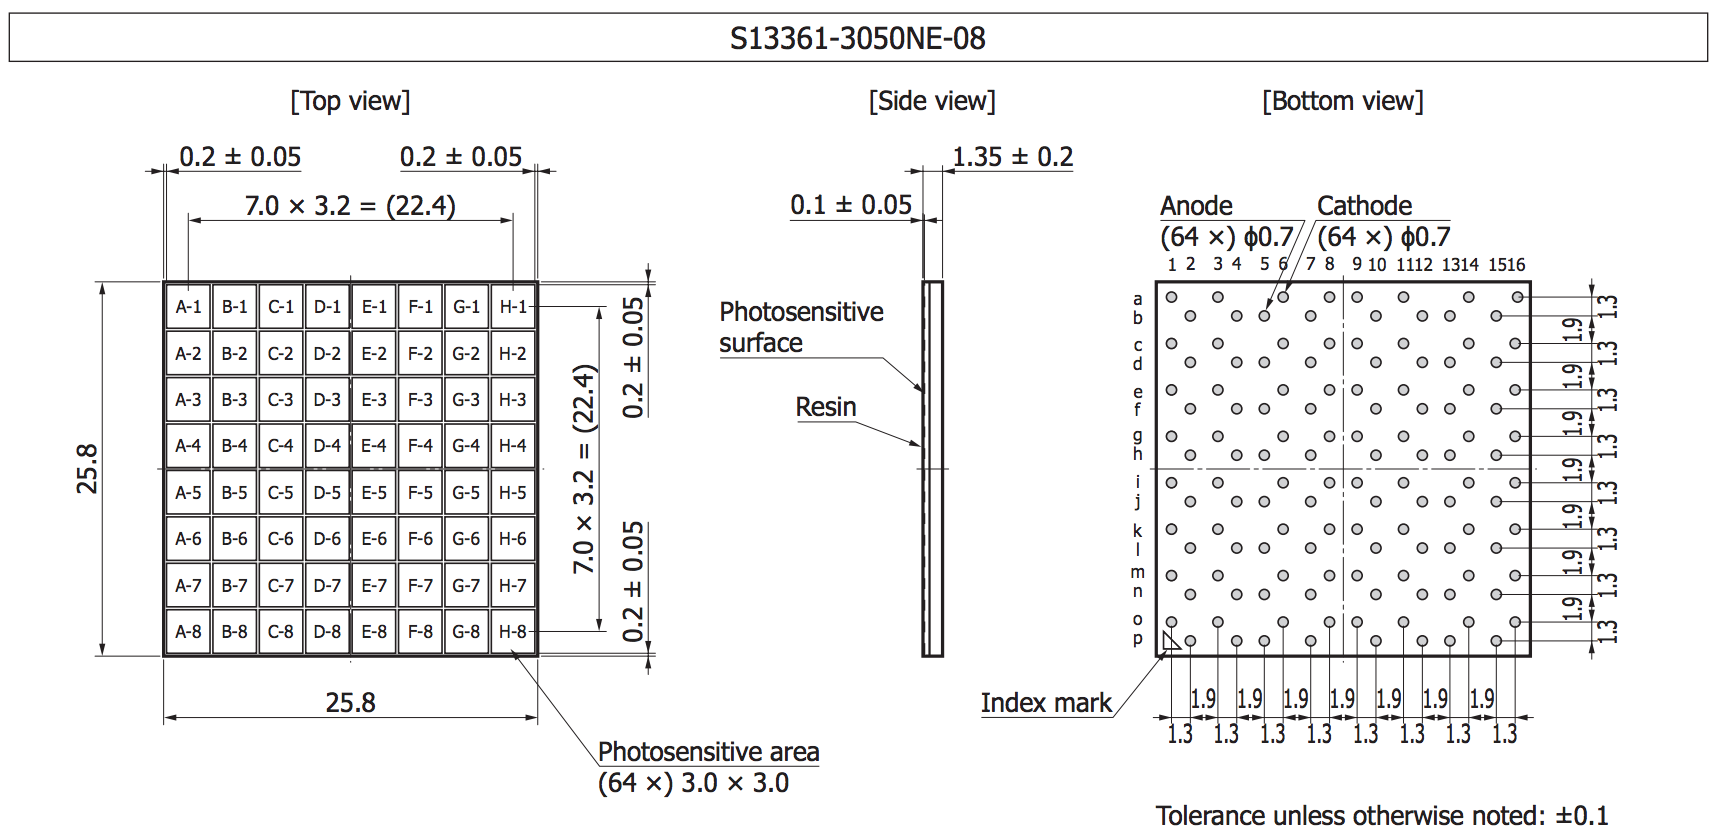 S13361-3050NE-08
[Top view]
[Side view]
[Bottom view]
0.2 ± 0.05
0.2 ± 0.05
7.0 × 3.2 = (22.4)
A-1 B-1 C-1 D-1 E-1 F-1 G-1 H-1
A-2 B-2 C-2 D-2 E-2 F-2 G-2 H-2
A-3 B-3 C-3 D-3 E-3 F-3 G-3 H-3
A-4 B-4 C-4 D-4 E-4 F-4 G-4 H-4
A-5 B-5 C-5 D-5 E-5 F-5 G-5 H-5
A-6 B-6 C-6 D-6 E-6 F-6 G-6 H-6
A-7 B-7 C-7 D-7 E-7 F-7 G-7 H-7
A-8 B-8 C-8 D-8 E-8 F-8 G-8 H-8
25.8
25.8
7.0 × 3.2 = (22.4)
0.2 ± 0.05
0.2 ± 0.05
Photosensitive area
(64 ×) 3.0 × 3.0
1.35 ± 0.2
0.1 ± 0.05
Photosensitive
surface
Resin
Anode
(64 ×) ϕ0.7
Cathode
(64 ×) ϕ0.7
1 2 3 4 5 6 7 8 9 10 11 12 13 14 15 16
a
b
c
d
e
f
g
h
i
j
k
l
m
n
o
p
1.3
1.9
1.3
1.9
1.3
1.9
1.3
1.9
1.3
1.9
1.3
1.9
1.3
1.9
1.3
Index mark
1.9 1.9 1.9 1.9 1.9 1.9 1.9
1.3 1.3 1.3 1.3 1.3 1.3 1.3 1.3
Tolerance unless otherwise noted: ±0.1